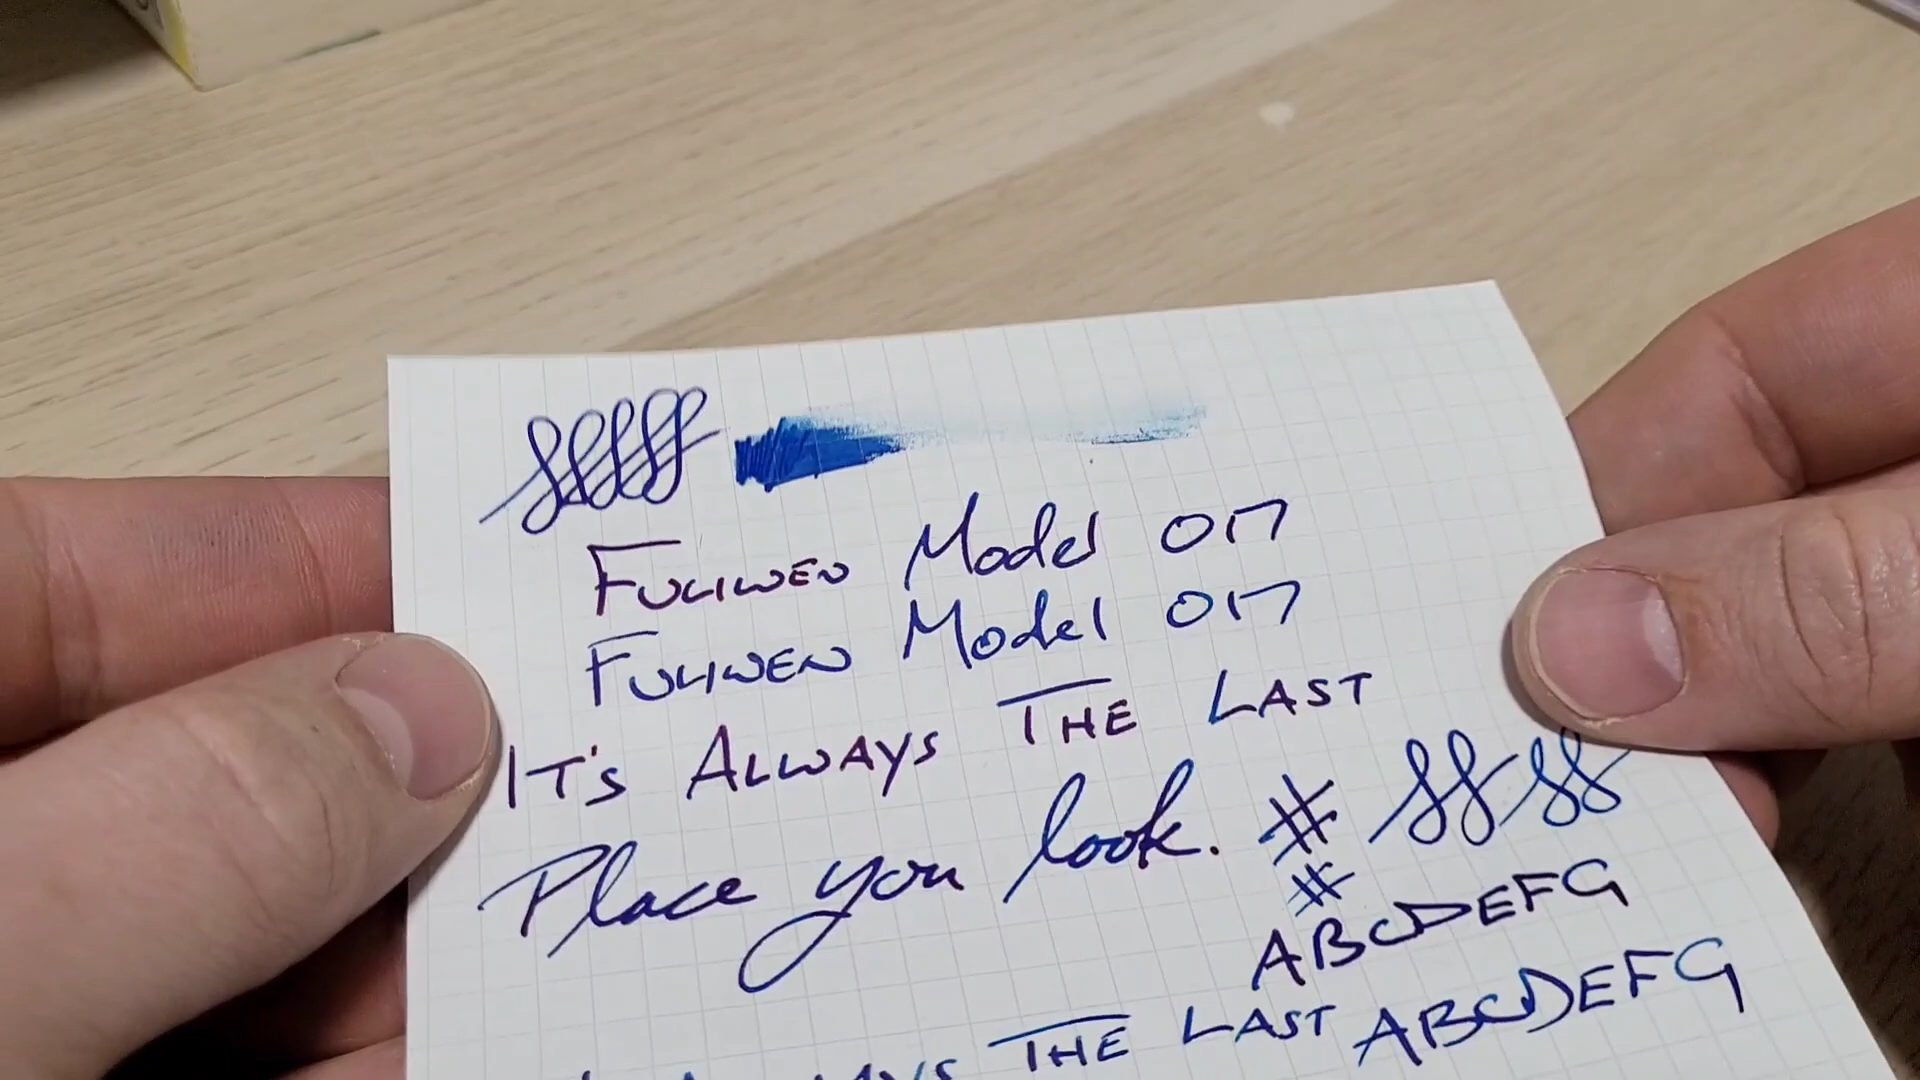 Fuliwen Model 017
Fuliwen Model 017
It's Always The Last
Place you look. #
#
ABCDEFG
The Last ABCDEFG